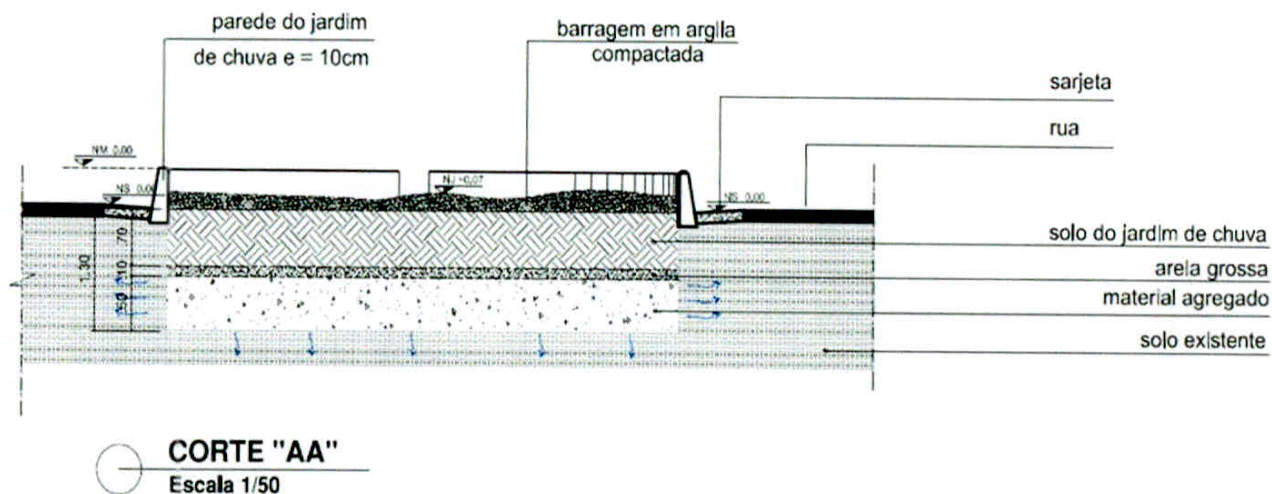 parede do jardim
de chuva e = 10cm
barragem em argila
compactada
sarjeta
rua
NM 0,00
NS 0,00
NJ -0,07
NS 0,00
70
10
50
1,30
solo do jardim de chuva
areia grossa
material agregado
solo existente
CORTE "AA"
Escala 1/50